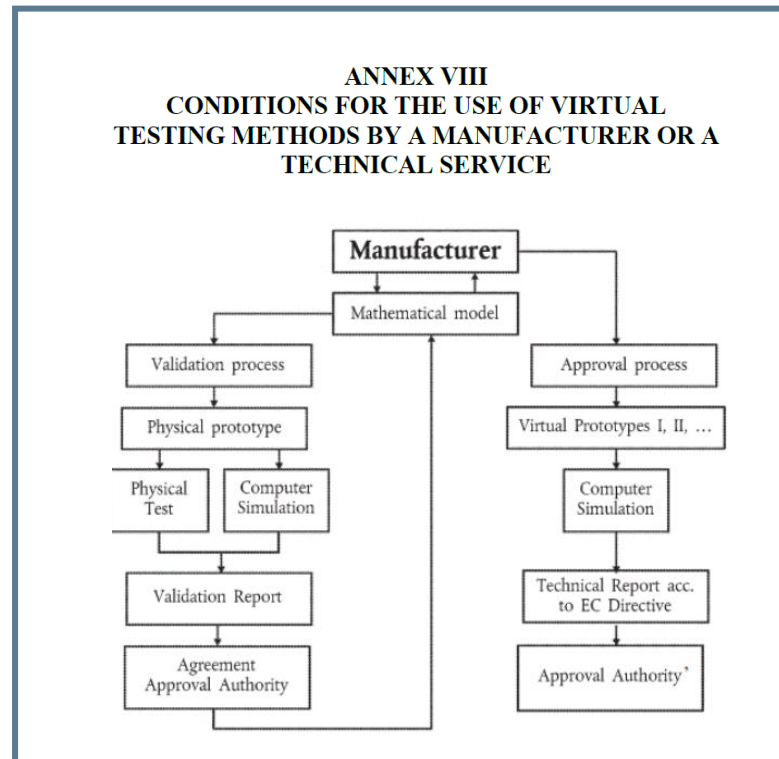 ANNEX VIII
CONDITIONS FOR THE USE OF VIRTUAL
TESTING METHODS BY A MANUFACTURER OR A
TECHNICAL SERVICE
Manufacturer
Mathematical model
Validation process
Approval process
Physical prototype
Virtual Prototypes I, II, ...
Physical
Test
Computer
Simulation
Computer
Simulation
Validation Report
Technical Report acc.
to EC Directive
Agreement
Approval Authority
Approval Authority’